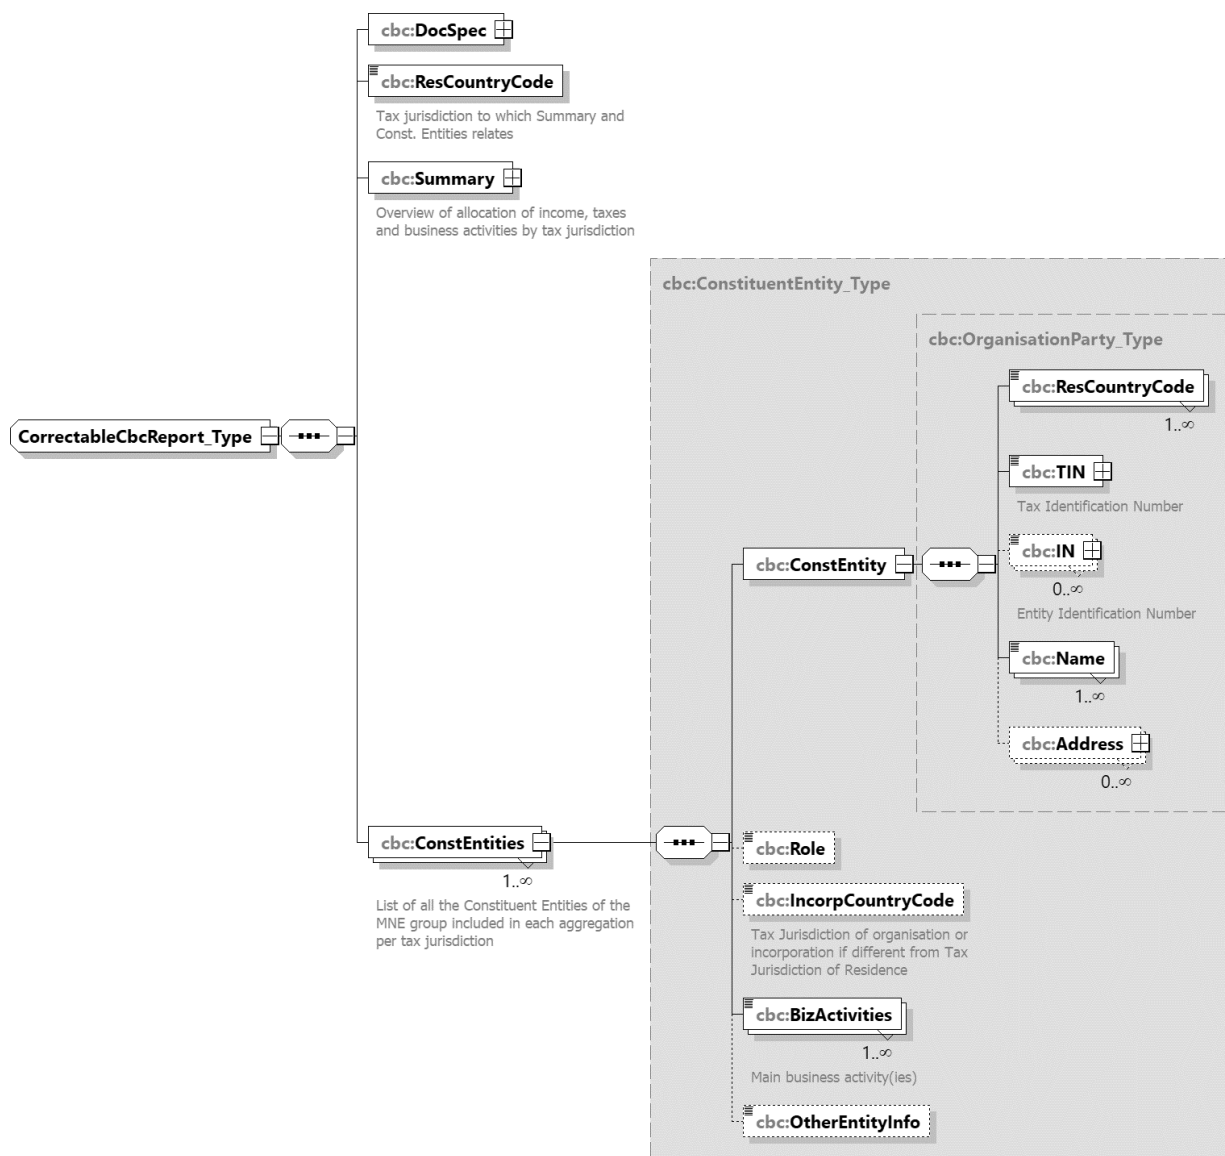 cbc:DocSpec
cbc:ResCountryCode
Tax jurisdiction to which Summary and
Const. Entities relates
cbc:Summary
Overview of allocation of income, taxes
and business activities by tax jurisdiction
cbc:ConstituentEntity_Type
cbc:OrganisationParty_Type
cbc:ResCountryCode
1..∞
CorrectableCbcReport_Type
cbc:TIN
Tax Identification Number
cbc:IN
0..∞
Entity Identification Number
cbc:ConstEntity
cbc:Name
1..∞
cbc:Address
0..∞
cbc:ConstEntities
1..∞
List of all the Constituent Entities of the
MNE group included in each aggregation
per tax jurisdiction
cbc:Role
cbc:IncorpCountryCode
Tax Jurisdiction of organisation or
incorporation if different from Tax
Jurisdiction of Residence
cbc:BizActivities
1..∞
Main business activity(ies)
cbc:OtherEntityInfo